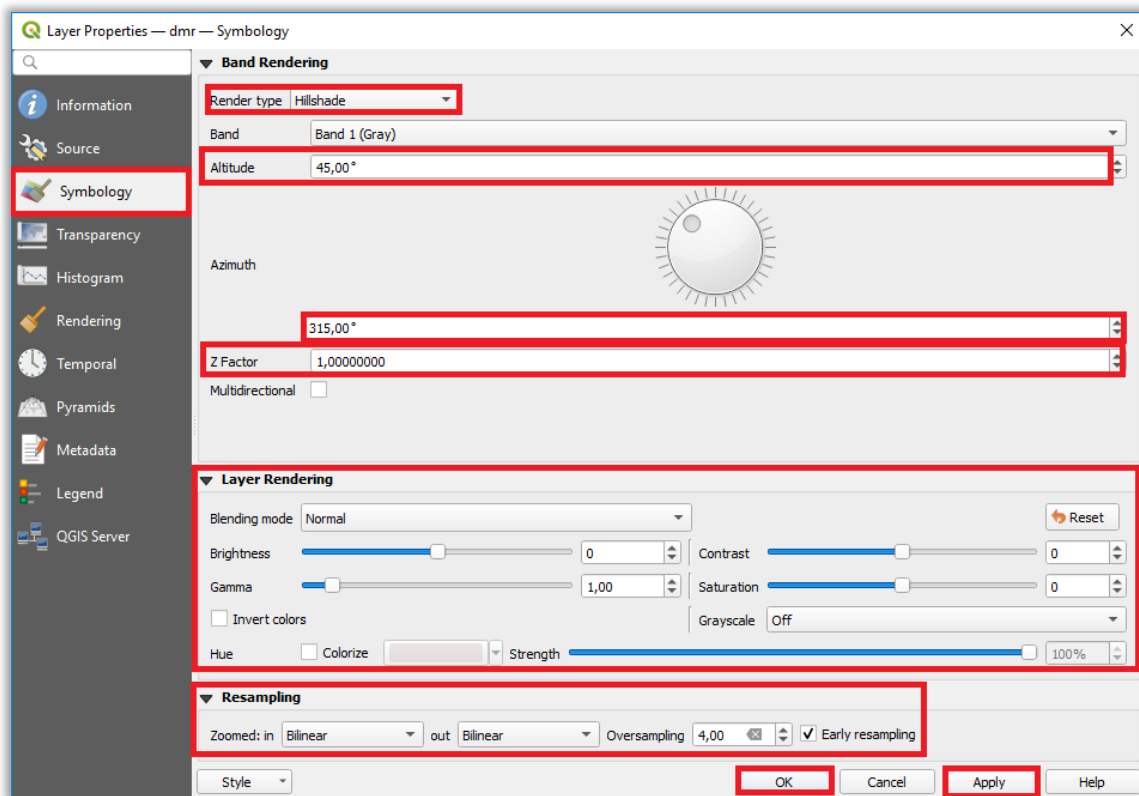 Layer Properties — dmr — Symbology
Information
Source
Symbology
Transparency
Histogram
Rendering
Temporal
Pyramids
Metadata
Legend
QGIS Server
Band Rendering
Render type Hillshade
Band Band 1 (Gray)
Altitude 45,00°
Azimuth
315,00°
Z Factor 1,00000000
Multidirectional
Layer Rendering
Blending mode Normal Reset
Brightness 0 Contrast 0
Gamma 1,00 Saturation 0
Invert colors Grayscale Off
Hue Colorize Strength 100%
Resampling
Zoomed: in Bilinear out Bilinear Oversampling 4,00 Early resampling
Style OK Cancel Apply Help